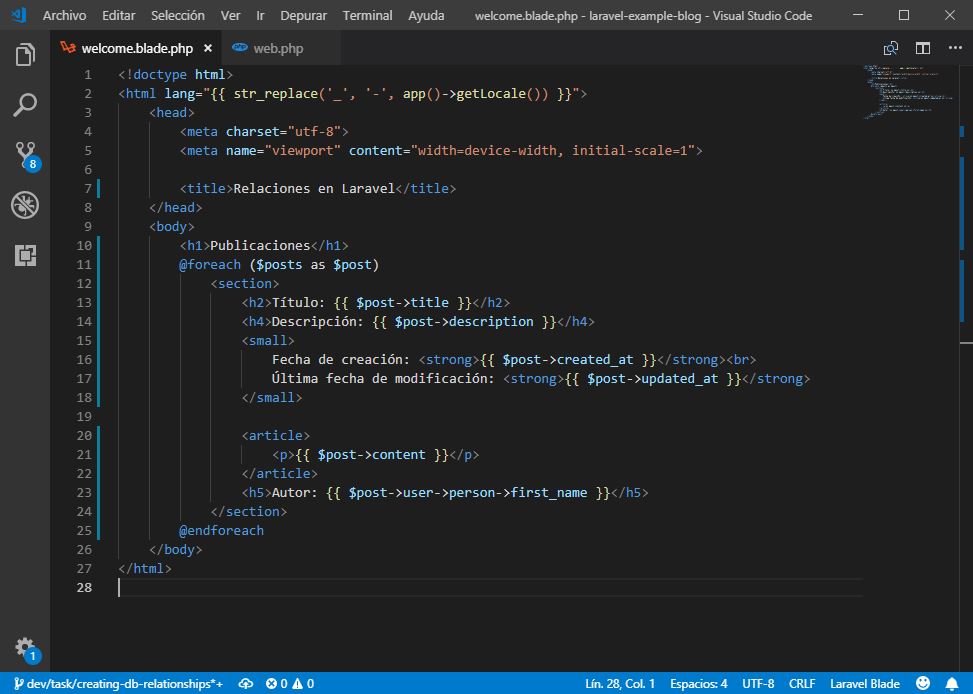 Archivo Editar Selección Ver Ir Depurar Terminal Ayuda welcome.blade.php - laravel-example-blog - Visual Studio Code
welcome.blade.php × php web.php
1 <!doctype html>
2 <html lang="{{ str_replace('_', '-', app()->getLocale()) }}">
3 <head>
4 <meta charset="utf-8">
5 <meta name="viewport" content="width=device-width, initial-scale=1">
6
7 <title>Relaciones en Laravel</title>
8 </head>
9 <body>
10 <h1>Publicaciones</h1>
11 @foreach ($posts as $post)
12 <section>
13 <h2>Título: {{ $post->title }}</h2>
14 <h4>Descripción: {{ $post->description }}</h4>
15 <small>
16 Fecha de creación: <strong>{{ $post->created_at }}</strong><br>
17 Última fecha de modificación: <strong>{{ $post->updated_at }}</strong>
18 </small>
19
20 <article>
21 <p>{{ $post->content }}</p>
22 </article>
23 <h5>Autor: {{ $post->user->person->first_name }}</h5>
24 </section>
25 @endforeach
26 </body>
27 </html>
28
8
1
dev/task/creating-db-relationships*+ 0 0 Lín. 28, Col. 1 Espacios: 4 UTF-8 CRLF Laravel Blade